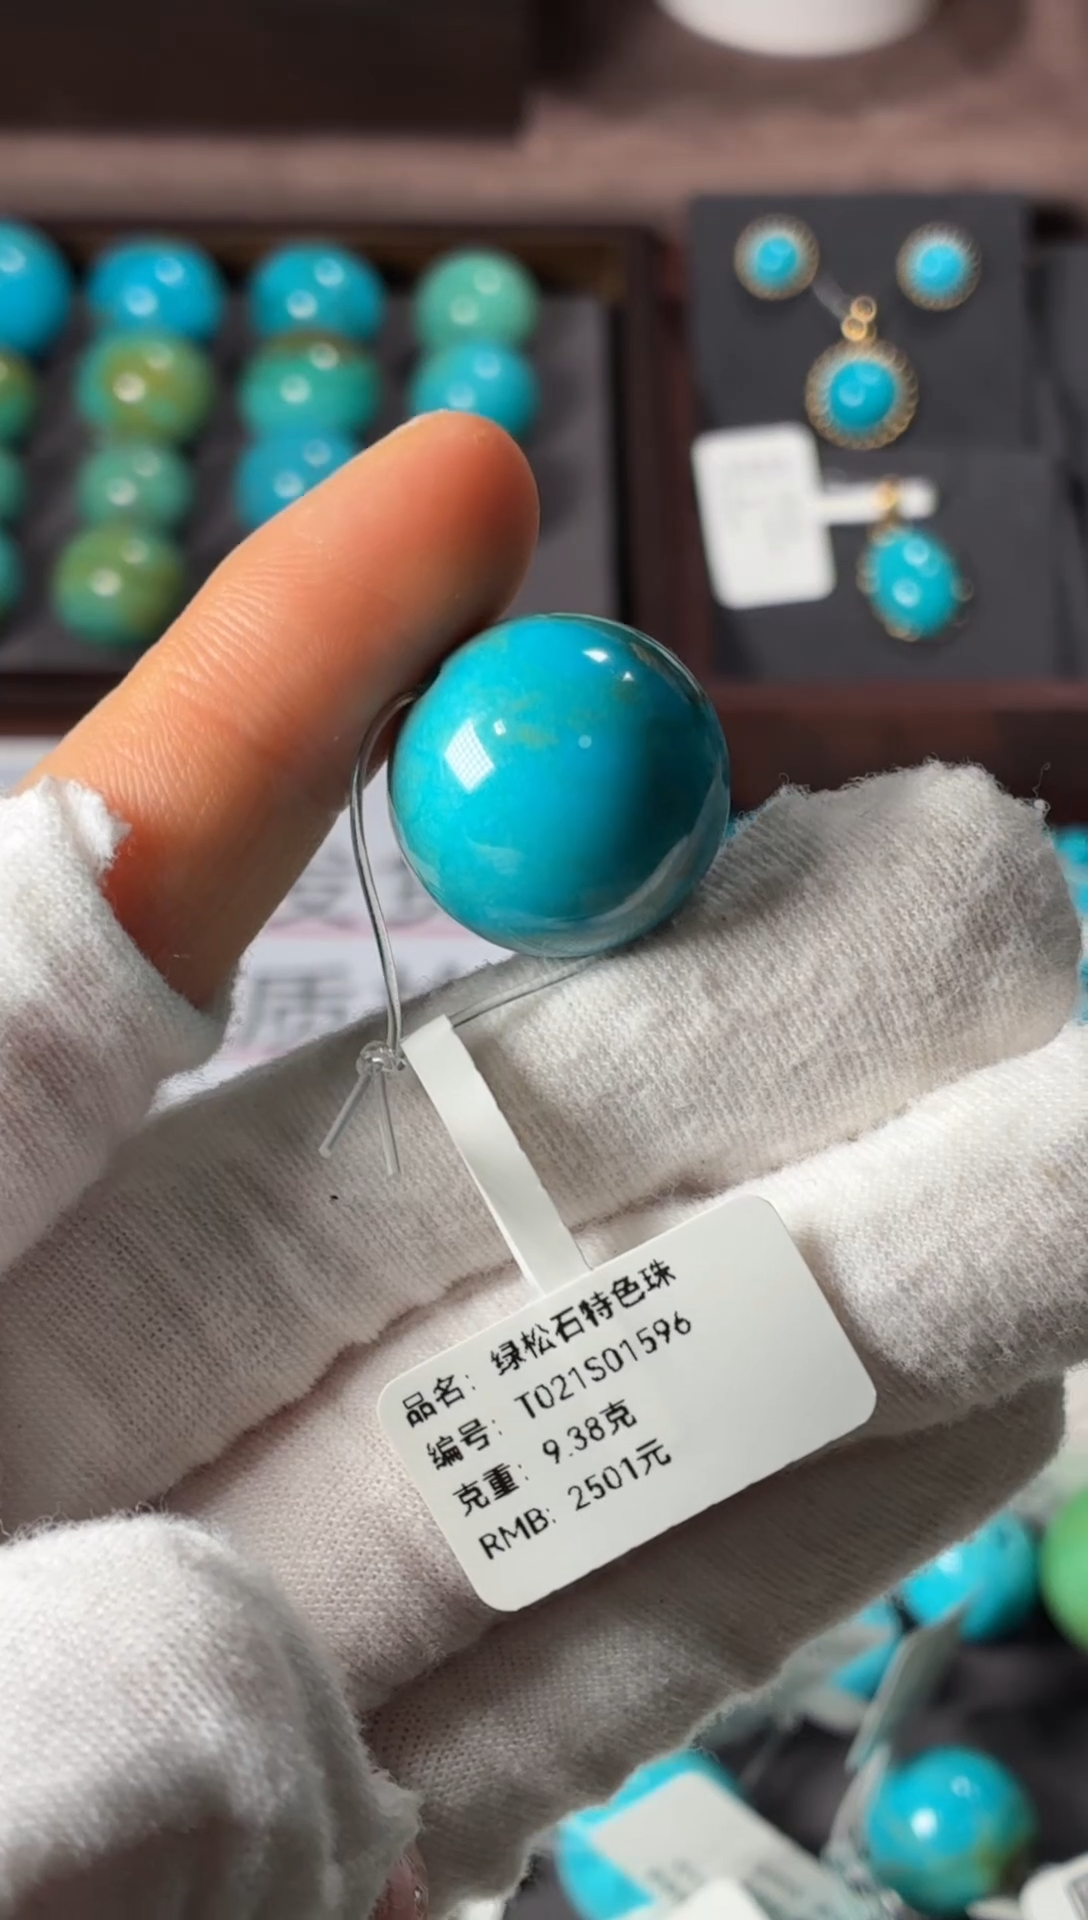 质
品名: 绿松石特色珠
编号: T021S01596
克重: 9.38克
RMB: 2501元